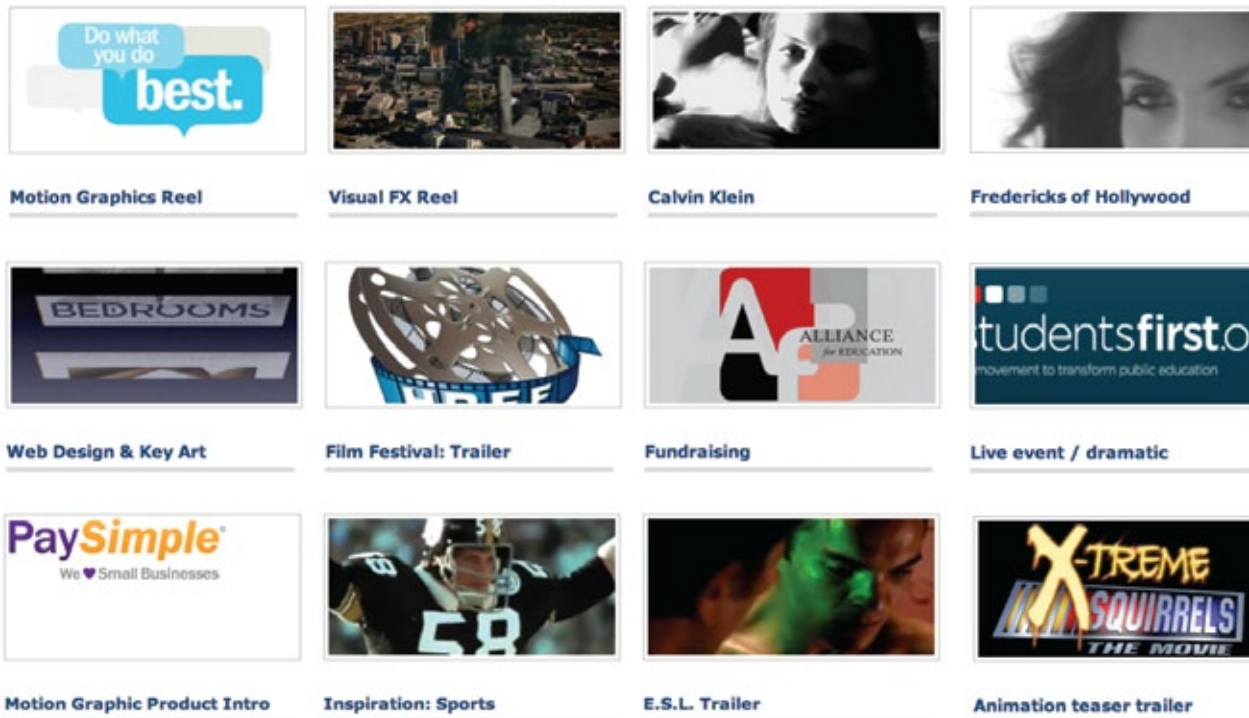 Do what
you do
best.
Motion Graphics Reel
Visual FX Reel
Calvin Klein
Fredericks of Hollywood
BEDROOMS
ALLIANCE
for EDUCATION
studentsfirst.o
movement to transform public education
Web Design & Key Art
Film Festival: Trailer
Fundraising
Live event / dramatic
PaySimple®
We ♥ Small Businesses
58
58
X-TREME
SQUIRRELS
THE MOVIE
Motion Graphic Product Intro
Inspiration: Sports
E.S.L. Trailer
Animation teaser trailer